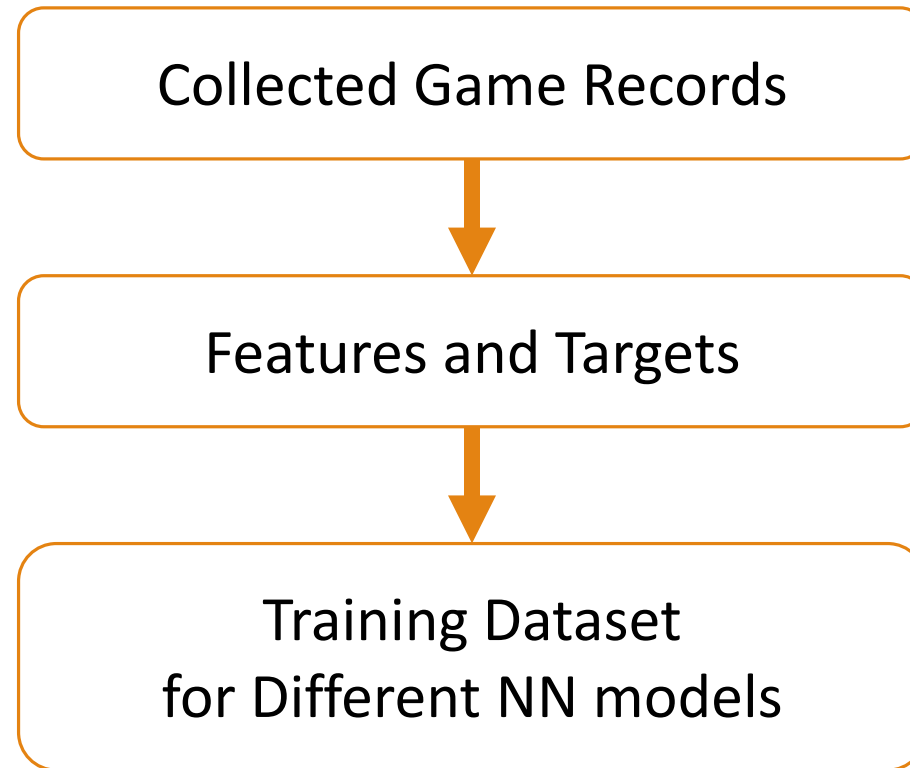 Collected Game Records
Features and Targets
Training Dataset
for Different NN models